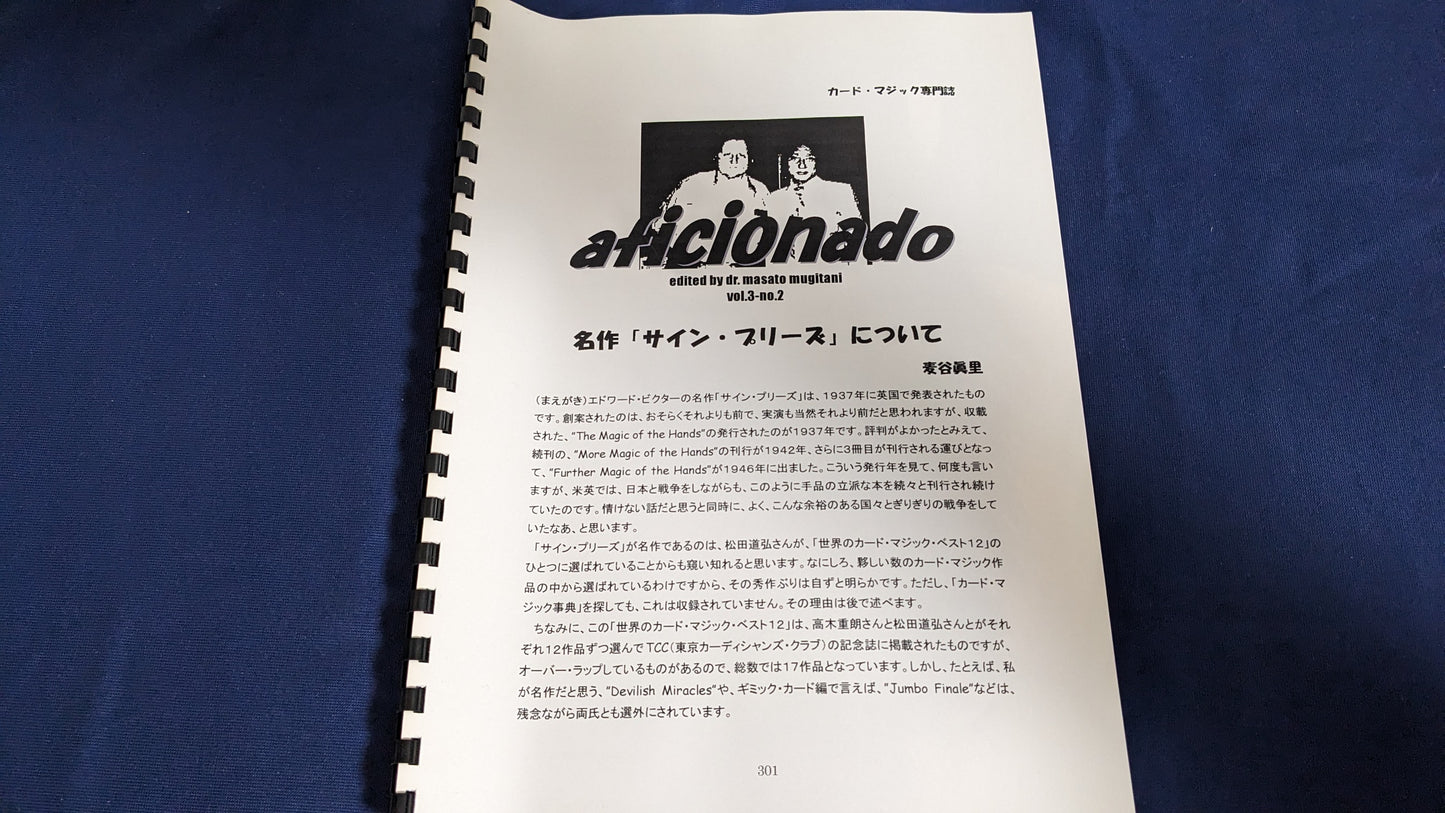 カード・マジック専門誌
aficionado
edited by dr. masato mugitani
vol.3-no.2
名作「サイン・プリーズ」について
麦谷眞里
(まえがき)エドワード・ビクターの名作「サイン・プリーズ」は、1937年に英国で発表されたもの
です。創案されたのは、おそらくそれよりも前で、実演も当然それより前だと思われますが、収載
された、"The Magic of the Hands"の発行されたのが1937年です。評判がよかったとみえて、
続刊の、"More Magic of the Hands"の刊行が1942年、さらに3冊目が刊行される運びとなっ
て、"Further Magic of the Hands"が1946年に出ました。こういう発行年を見て、何度も言い
ますが、米英では、日本と戦争をしながらも、このように手品の立派な本を続々と刊行され続け
ていたのです。情けない話だと思うと同時に、よく、こんな余裕のある国々とぎりぎりの戦争をして
いたなあ、と思います。
「サイン・プリーズ」が名作であるのは、松田道弘さんが、「世界のカード・マジック・ベスト12」の
ひとつに選ばれていることからも窺い知れると思います。なにしろ、夥しい数のカード・マジック作
品の中から選ばれているわけですから、その秀作ぶりは自ずと明らかです。ただし、「カード・マ
ジック事典」を探しても、これは収録されていません。その理由は後で述べます。
ちなみに、この「世界のカード・マジック・ベスト12」は、高木重朗さんと松田道弘さんとがそれ
ぞれ12作品ずつ選んでTCC(東京カーディシャンズ・クラブ)の記念誌に掲載されたものですが、
オーバー・ラップしているものがあるので、総数では17作品となっています。しかし、たとえば、私
が名作だと思う、"Devilish Miracles"や、ギミック・カード編で言えば、"Jumbo Finale"などは、
残念ながら両氏とも選外にされています。
301